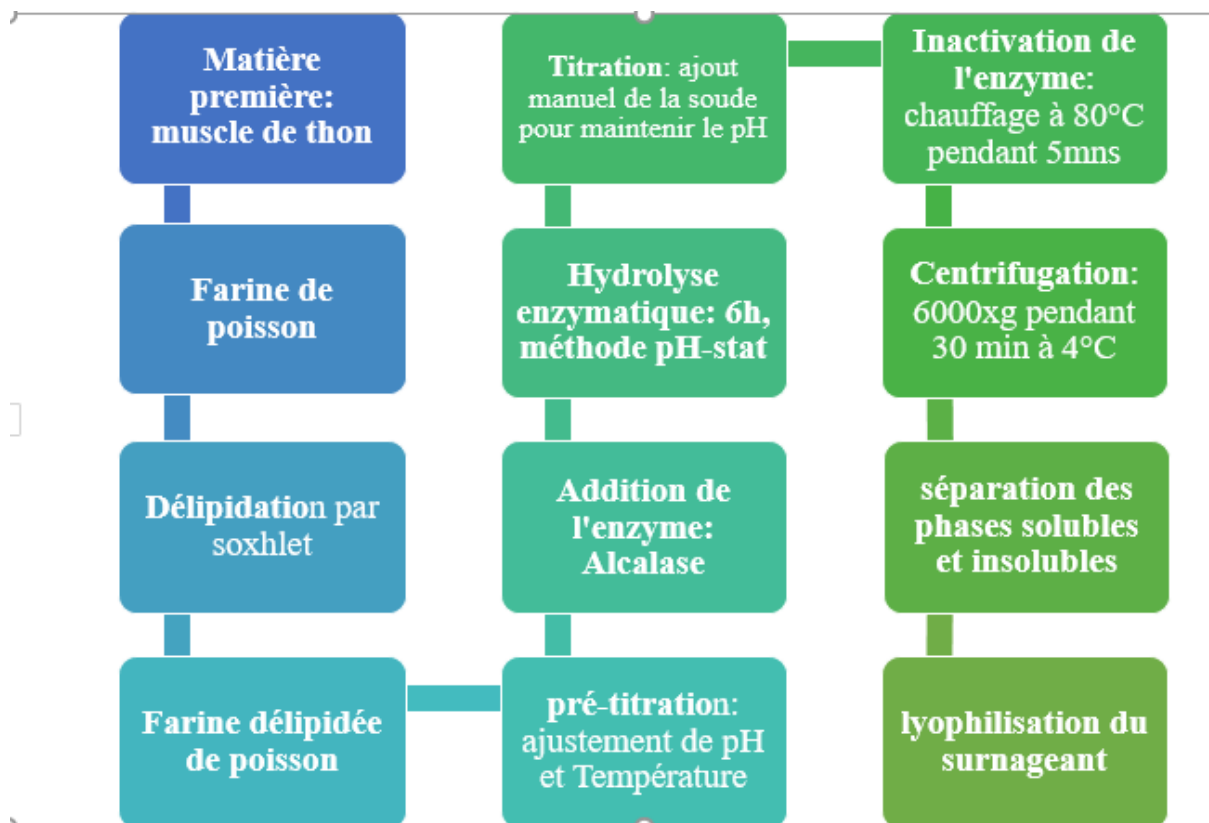 Matière
première:
muscle de thon
Farine de
poisson
Délipidation par
soxhlet
Farine délipidée
de poisson
pré-titration:
ajustement de pH
et Température
Addition de
l'enzyme:
Alcalase
Hydrolyse
enzymatique: 6h,
méthode pH-stat
Titration: ajout
manuel de la soude
pour maintenir le pH
Inactivation de
l'enzyme:
chauffage à 80°C
pendant 5mns
Centrifugation:
6000xg pendant
30 min à 4°C
séparation des
phases solubles
et insolubles
lyophilisation du
surnageant